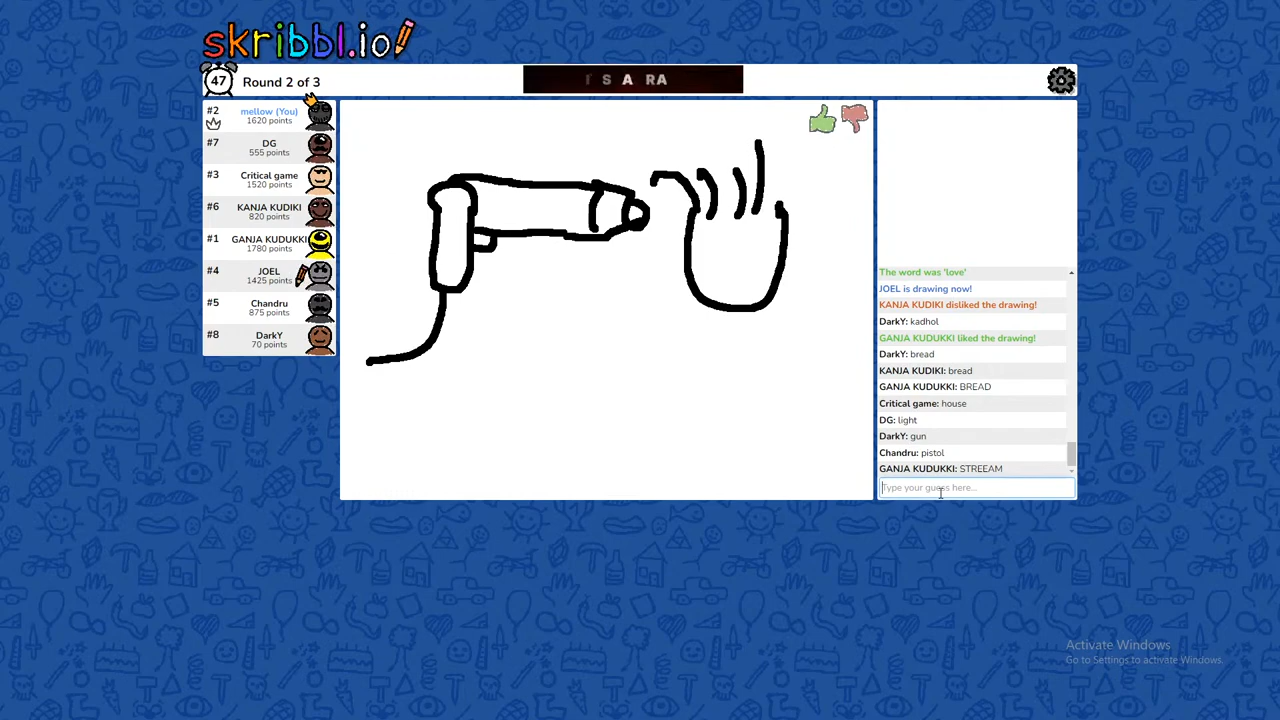 skribbl.io
47
Round 2 of 3
S A RA
#2
mellow (You)
1620 points
#7
DG
555 points
#3
Critical game
1520 points
#6
KANJA KUDIKI
820 points
#1
GANJA KUDUKKI
1780 points
#4
JOEL
1425 points
#5
Chandru
875 points
#8
DarkY
70 points
The word was 'love'
JOEL is drawing now!
KANJA KUDIKI disliked the drawing!
DarkY: kadhol
GANJA KUDUKKI liked the drawing!
DarkY: bread
KANJA KUDIKI: bread
GANJA KUDUKKI: BREAD
Critical game: house
DG: light
DarkY: gun
Chandru: pistol
GANJA KUDUKKI: STREEAM
Type your guess here...
Activate Windows
Go to Settings to activate Windows.